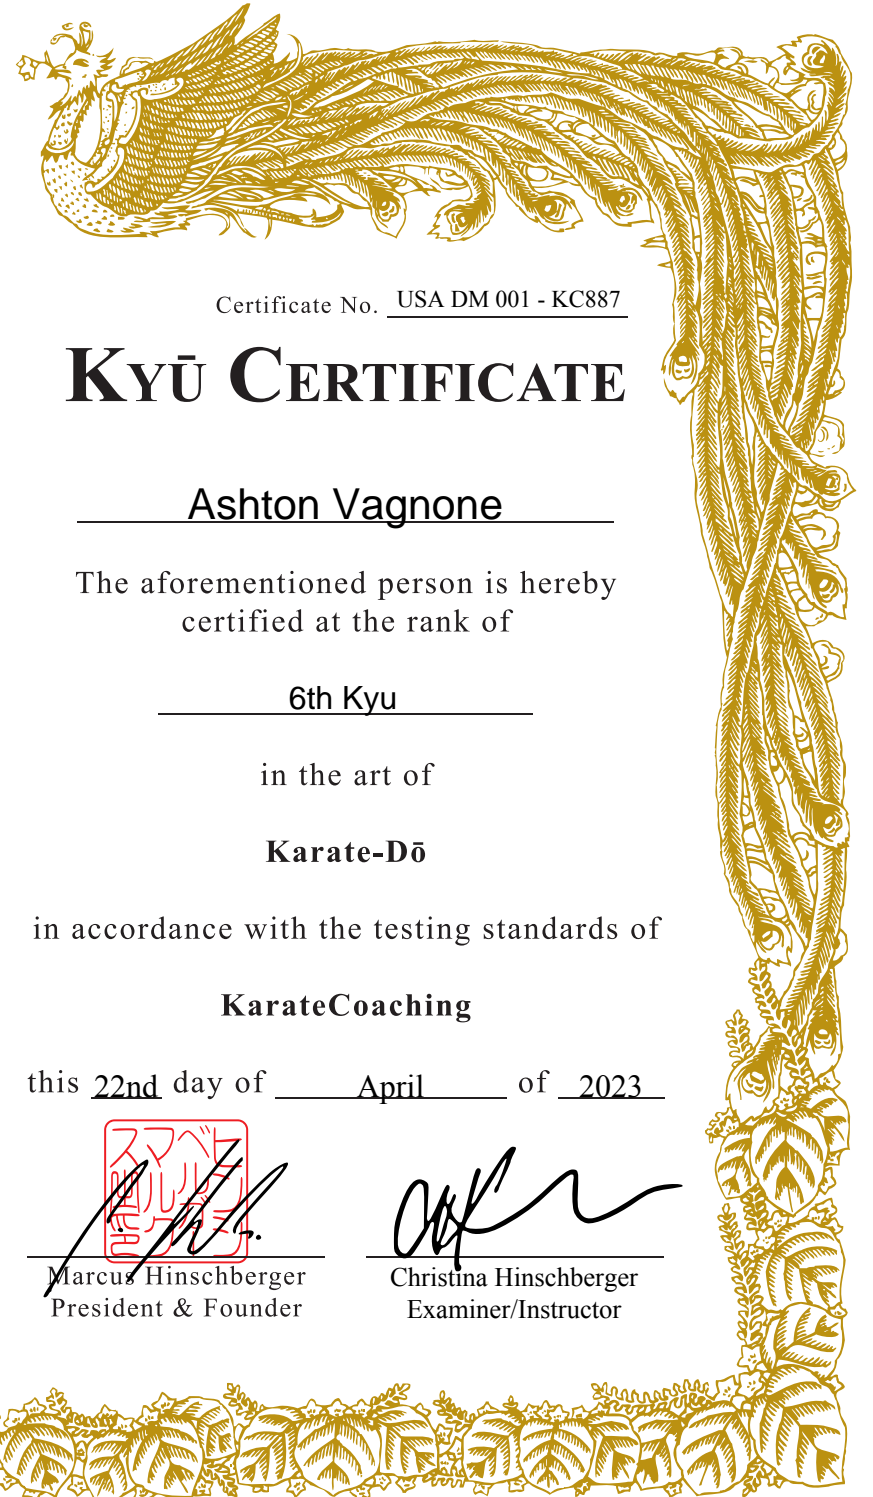 Certificate No. USA DM 001 - KC887
KYŪ CERTIFICATE
Ashton Vagnone
The aforementioned person is hereby
certified at the rank of
6th Kyu
in the art of
Karate-Dō
in accordance with the testing standards of
KarateCoaching
this 22nd day of April of 2023
Marcus Hinschberger
President & Founder
Christina Hinschberger
Examiner/Instructor